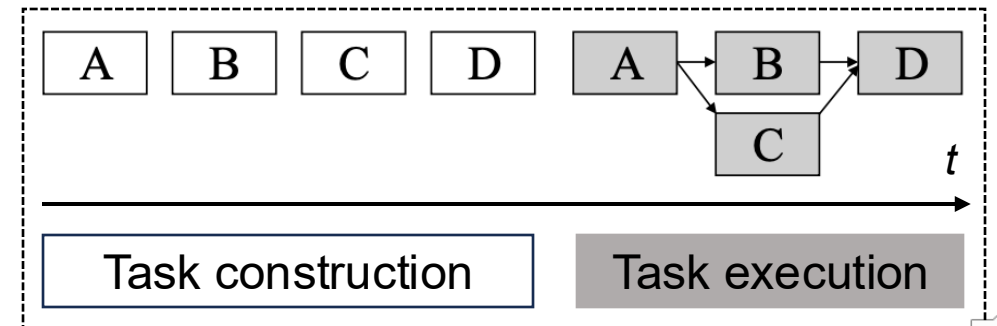 A B C D A B D
C
t
Task construction Task execution